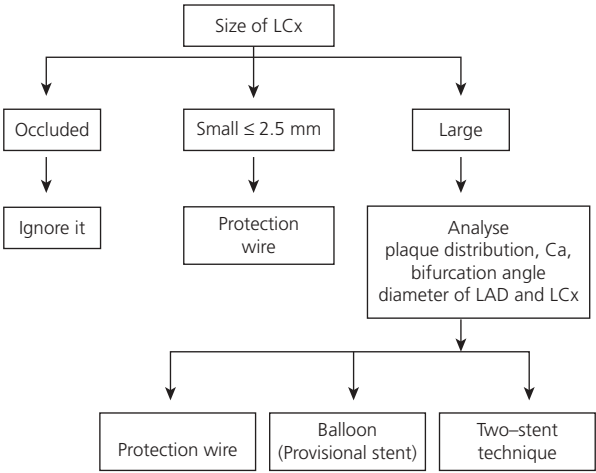 Size of LCx
Occluded
Small ≤ 2.5 mm
Large
Ignore it
Protection
wire
Analyse
plaque distribution, Ca,
bifurcation angle
diameter of LAD and LCx
Protection wire
Balloon
(Provisional stent)
Two–stent
technique